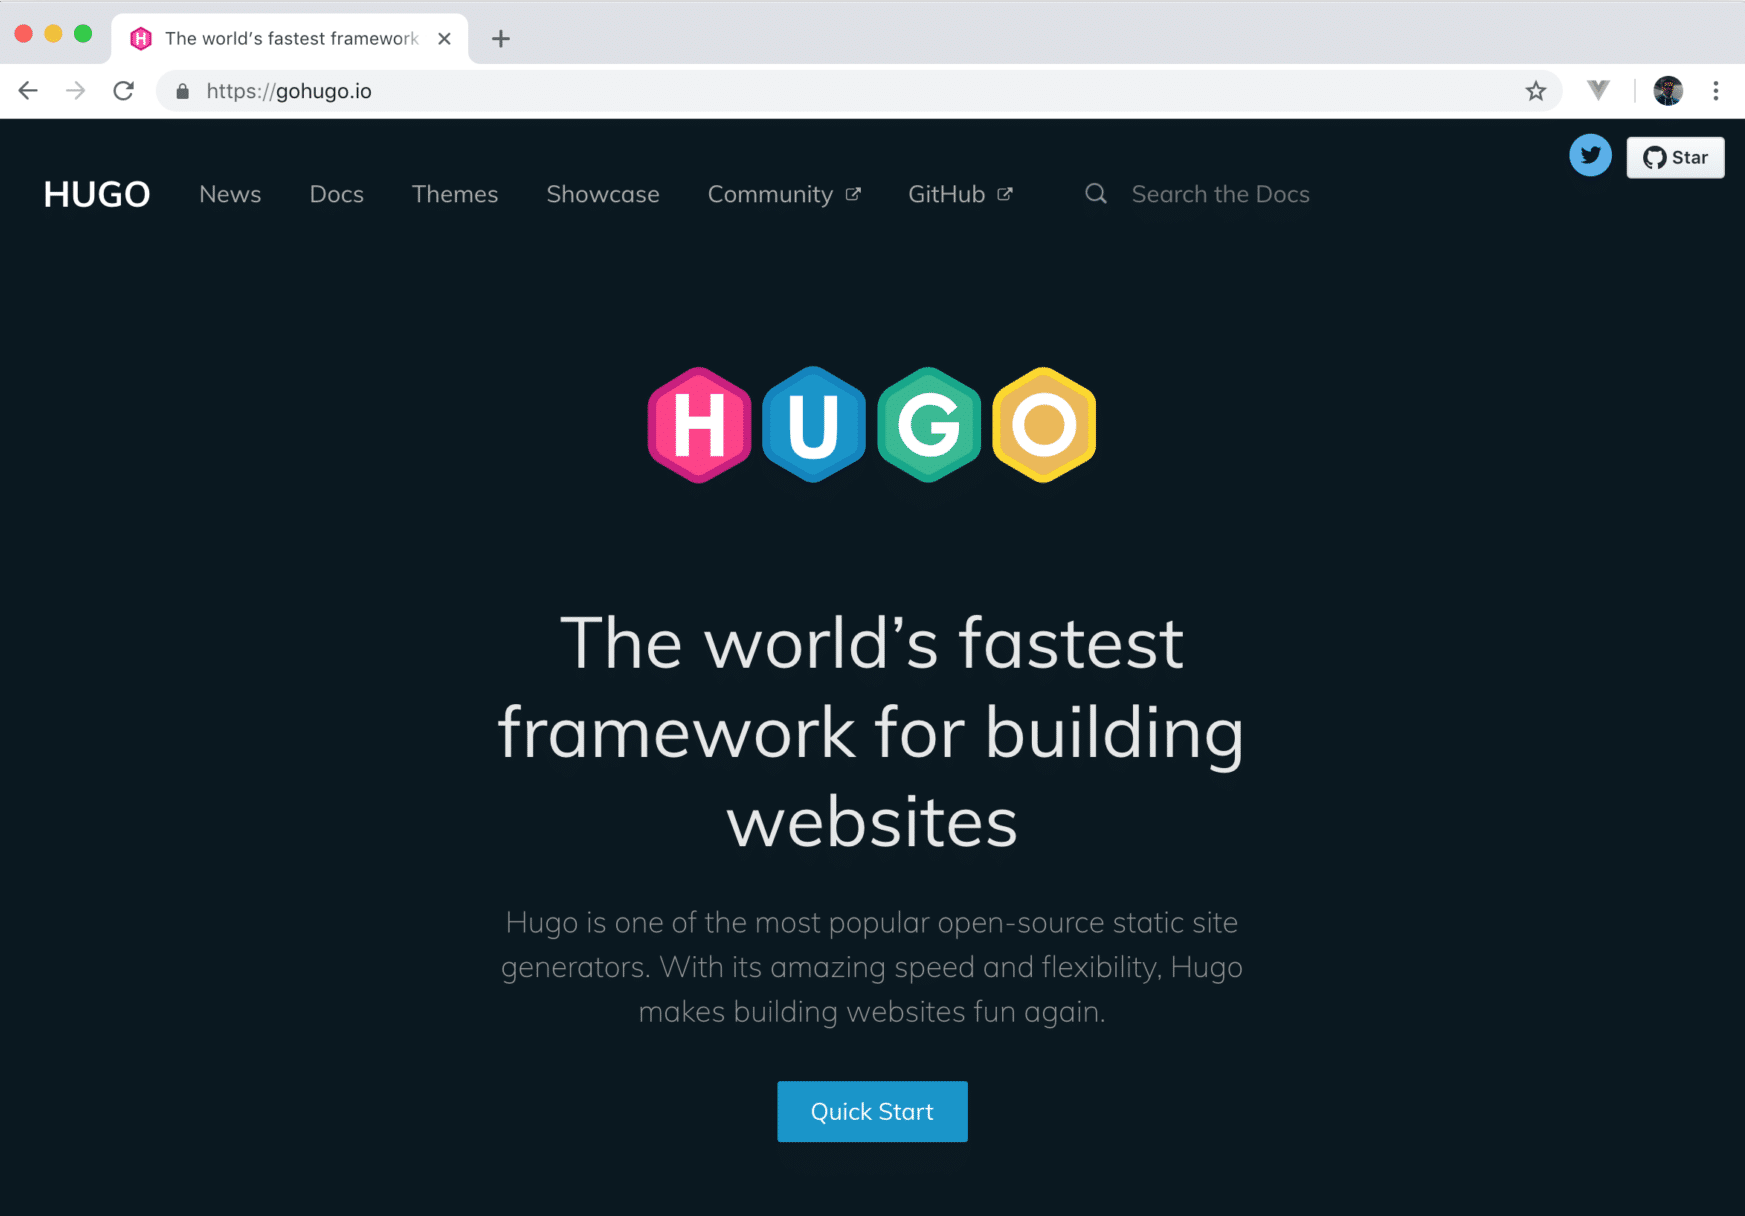 The world's fastest framework
https://gohugo.io
Star
HUGO News Docs Themes Showcase Community GitHub Search the Docs
HUGO
The world’s fastest
framework for building
websites
Hugo is one of the most popular open-source static site
generators. With its amazing speed and flexibility, Hugo
makes building websites fun again.
Quick Start